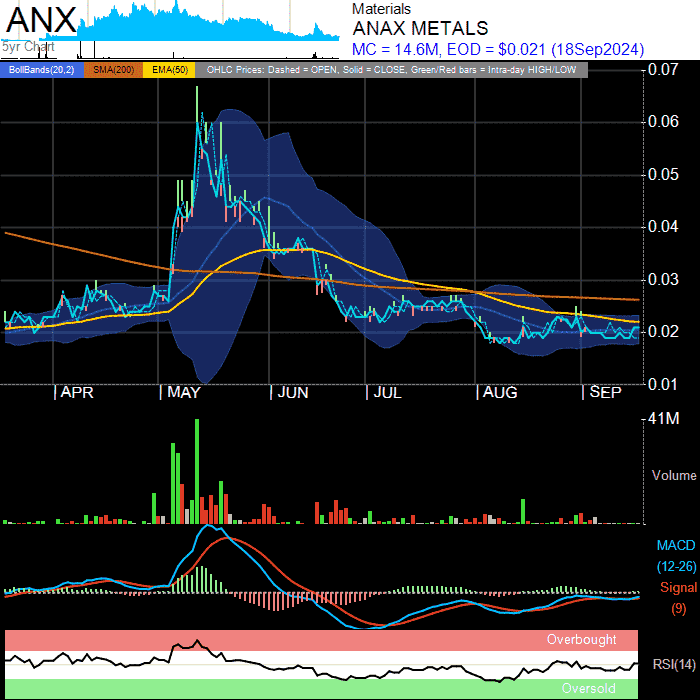 ANX
5yr Chart
Materials
ANAX METALS
MC = 14.6M, EOD = $0.021 (18Sep2024)
BollBands(20,2) SMA(200) EMA(50) OHLC Prices: Dashed = OPEN, Solid = CLOSE, Green/Red bars = Intra-day HIGH/LOW
0.07
0.06
0.05
0.04
0.03
0.02
0.01
APR MAY JUN JUL AUG SEP
41M
Volume
MACD
(12-26)
Signal
(9)
Overbought
RSI(14)
Oversold